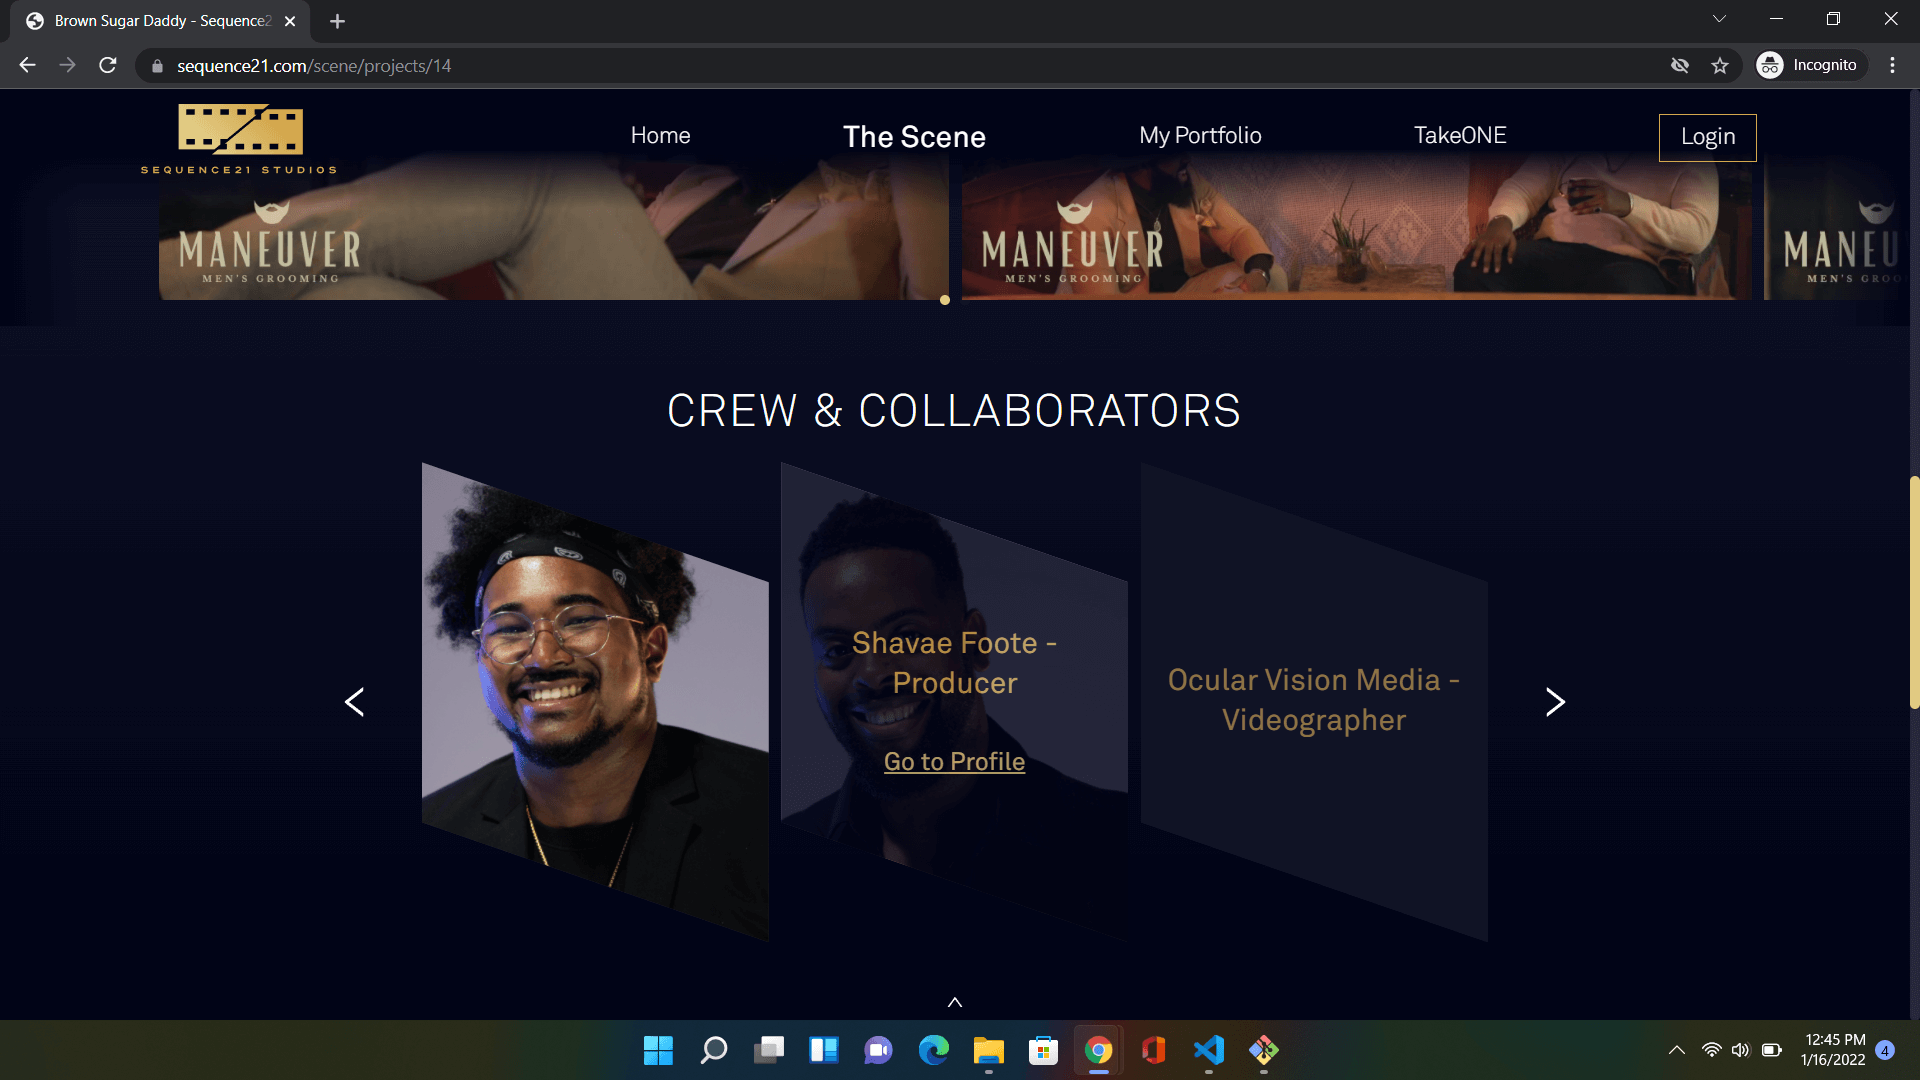 Brown Sugar Daddy - Sequence2
sequence21.com/scene/projects/14
Incognito
SEQUENCE21 STUDIOS
Home
The Scene
My Portfolio
TakeONE
Login
MANEUVER
MEN'S GROOMING
MANEUVER
MEN'S GROOMING
MANEU
MEN'S GROO
CREW & COLLABORATORS
Shavae Foote -
Producer
Go to Profile
Ocular Vision Media -
Videographer
12:45 PM
1/16/2022
4